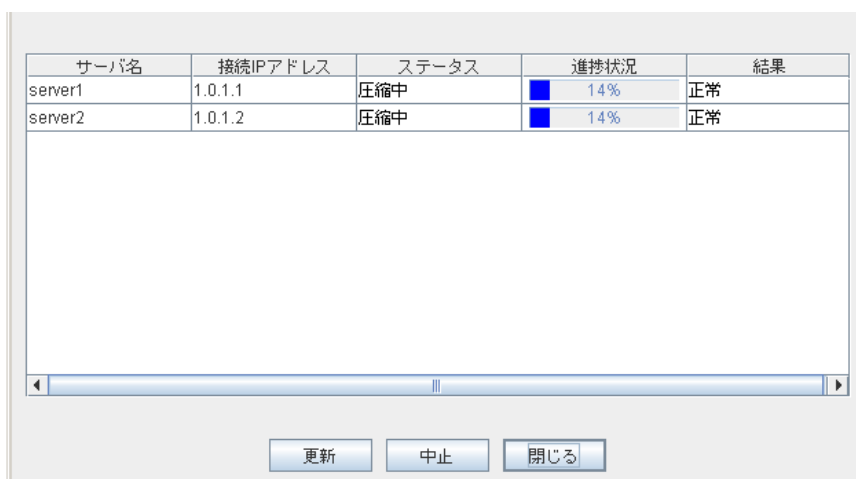 サーバ名 接続IPアドレス ステータス 進捗状況 結果
server1 1.0.1.1 圧縮中 14% 正常
server2 1.0.1.2 圧縮中 14% 正常
更新 中止 閉じる